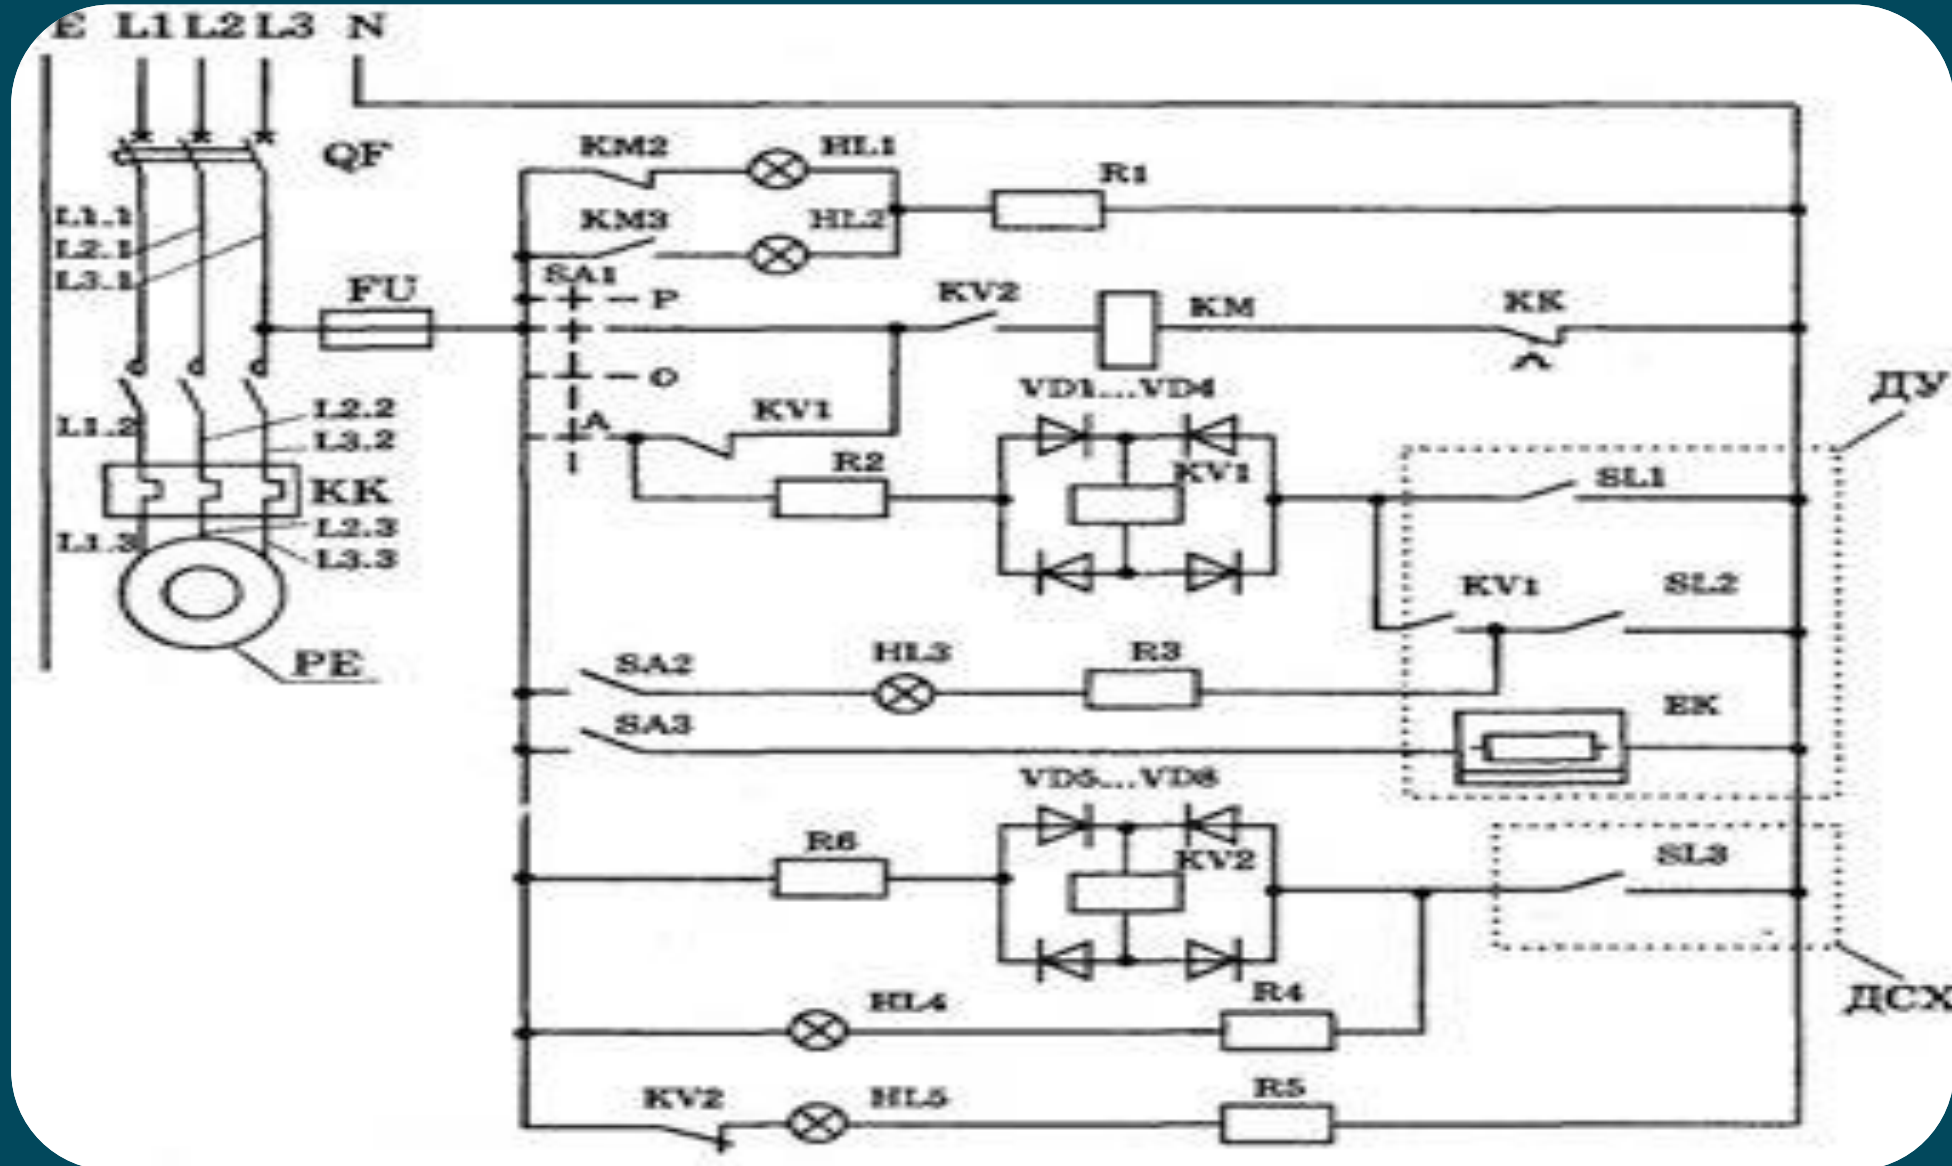 E L1 L2 L3 N
QF
L1.1
L2.1
L3.1
FU
L1.2
L2.2
L3.2
KK
L1.3
L2.3
L3.3
PE
KM2 HL1
R1
KM3 HL2
SA1
P
KV2 KM KK
O
VD1...VD4
A KV1
ДУ
R2 KV1 SL1
KV1 SL2
SA2 HL3 R3
SA3 EK
VD5...VD8
R6 KV2 SL3
ДСХ
HL4 R4
KV2 HL5 R5